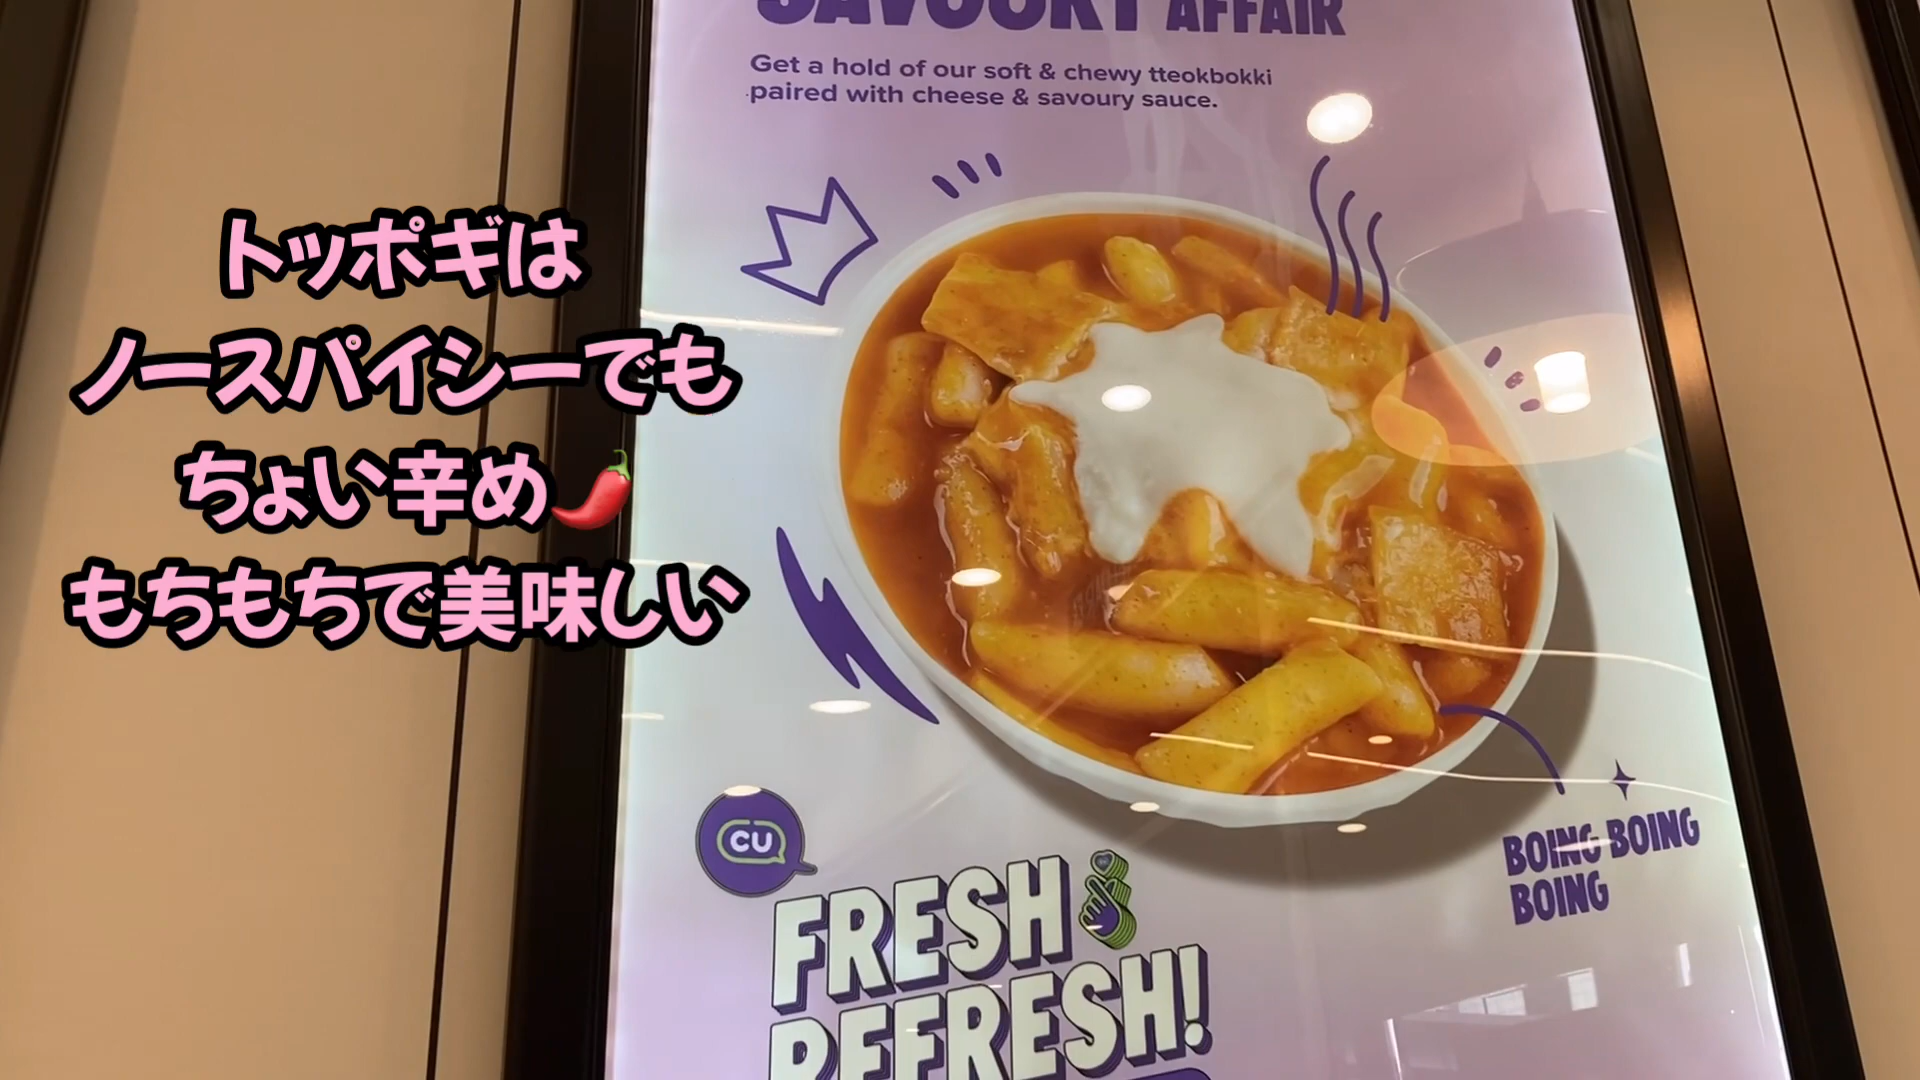 トッポギは
ノースパイシーでも
ちょい辛め🌶️
もちもちで美味しい
SAVOURY AFFAIR
Get a hold of our soft & chewy tteokbokki
paired with cheese & savoury sauce.
CU
FRESH
REFRESH!
BOING BOING
BOING